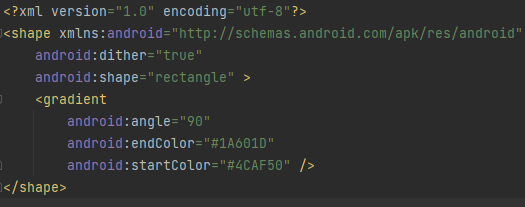 <?xml version="1.0" encoding="utf-8"?>
<shape xmlns:android="http://schemas.android.com/apk/res/android"
    android:dither="true"
    android:shape="rectangle" >
    <gradient
        android:angle="90"
        android:endColor="#1A601D"
        android:startColor="#4CAF50" />
</shape>